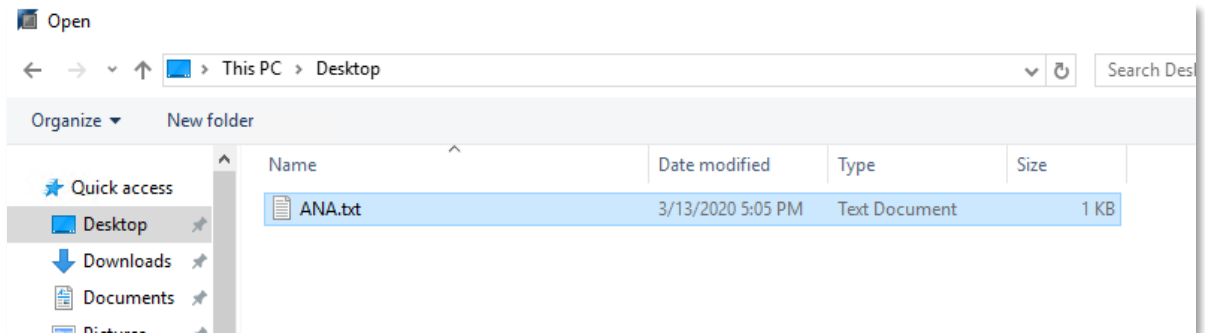 Open
This PC > Desktop
Search Desk
Organize
New folder
Name
Date modified
Type
Size
Quick access
ANA.txt
3/13/2020 5:05 PM
Text Document
1 KB
Desktop
Downloads
Documents
Pictures